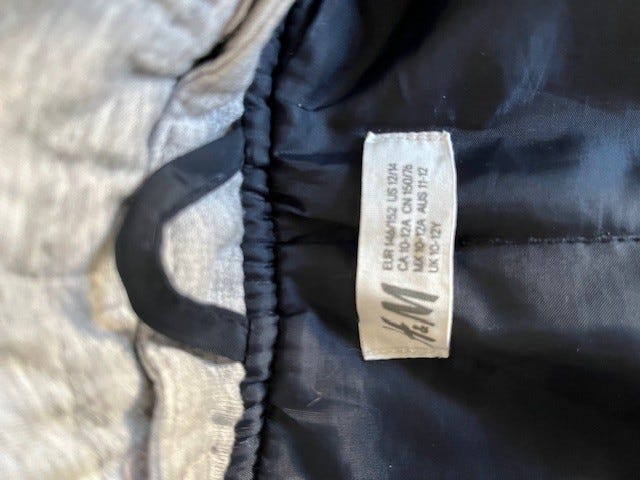 EUR 146/152 US 12/14
CA 10-12A CN 150/76
MX 10-12A AUS 11-12
UK 10-12Y
H&M